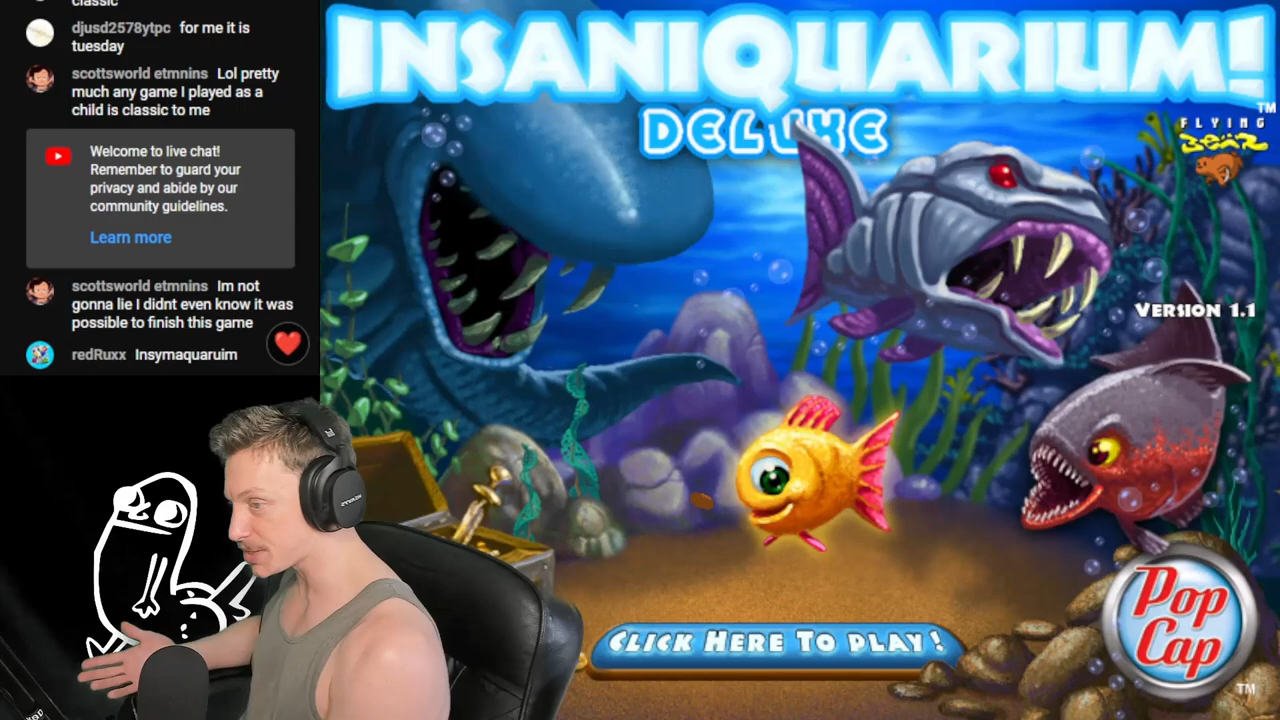 classic
djusd2578ytpc for me it is
tuesday
scottsworld etmnins Lol pretty
much any game I played as a
child is classic to me
Welcome to live chat!
Remember to guard your
privacy and abide by our
community guidelines.
Learn more
scottsworld etmnins Im not
gonna lie I didnt even know it was
possible to finish this game
redRuxx Insymaquaruim
INSANIQUARIUM!
TM
DELUXE
FLYING
BEAR
VERSION 1.1
CLICK HERE TO PLAY!
Pop
Cap
TM